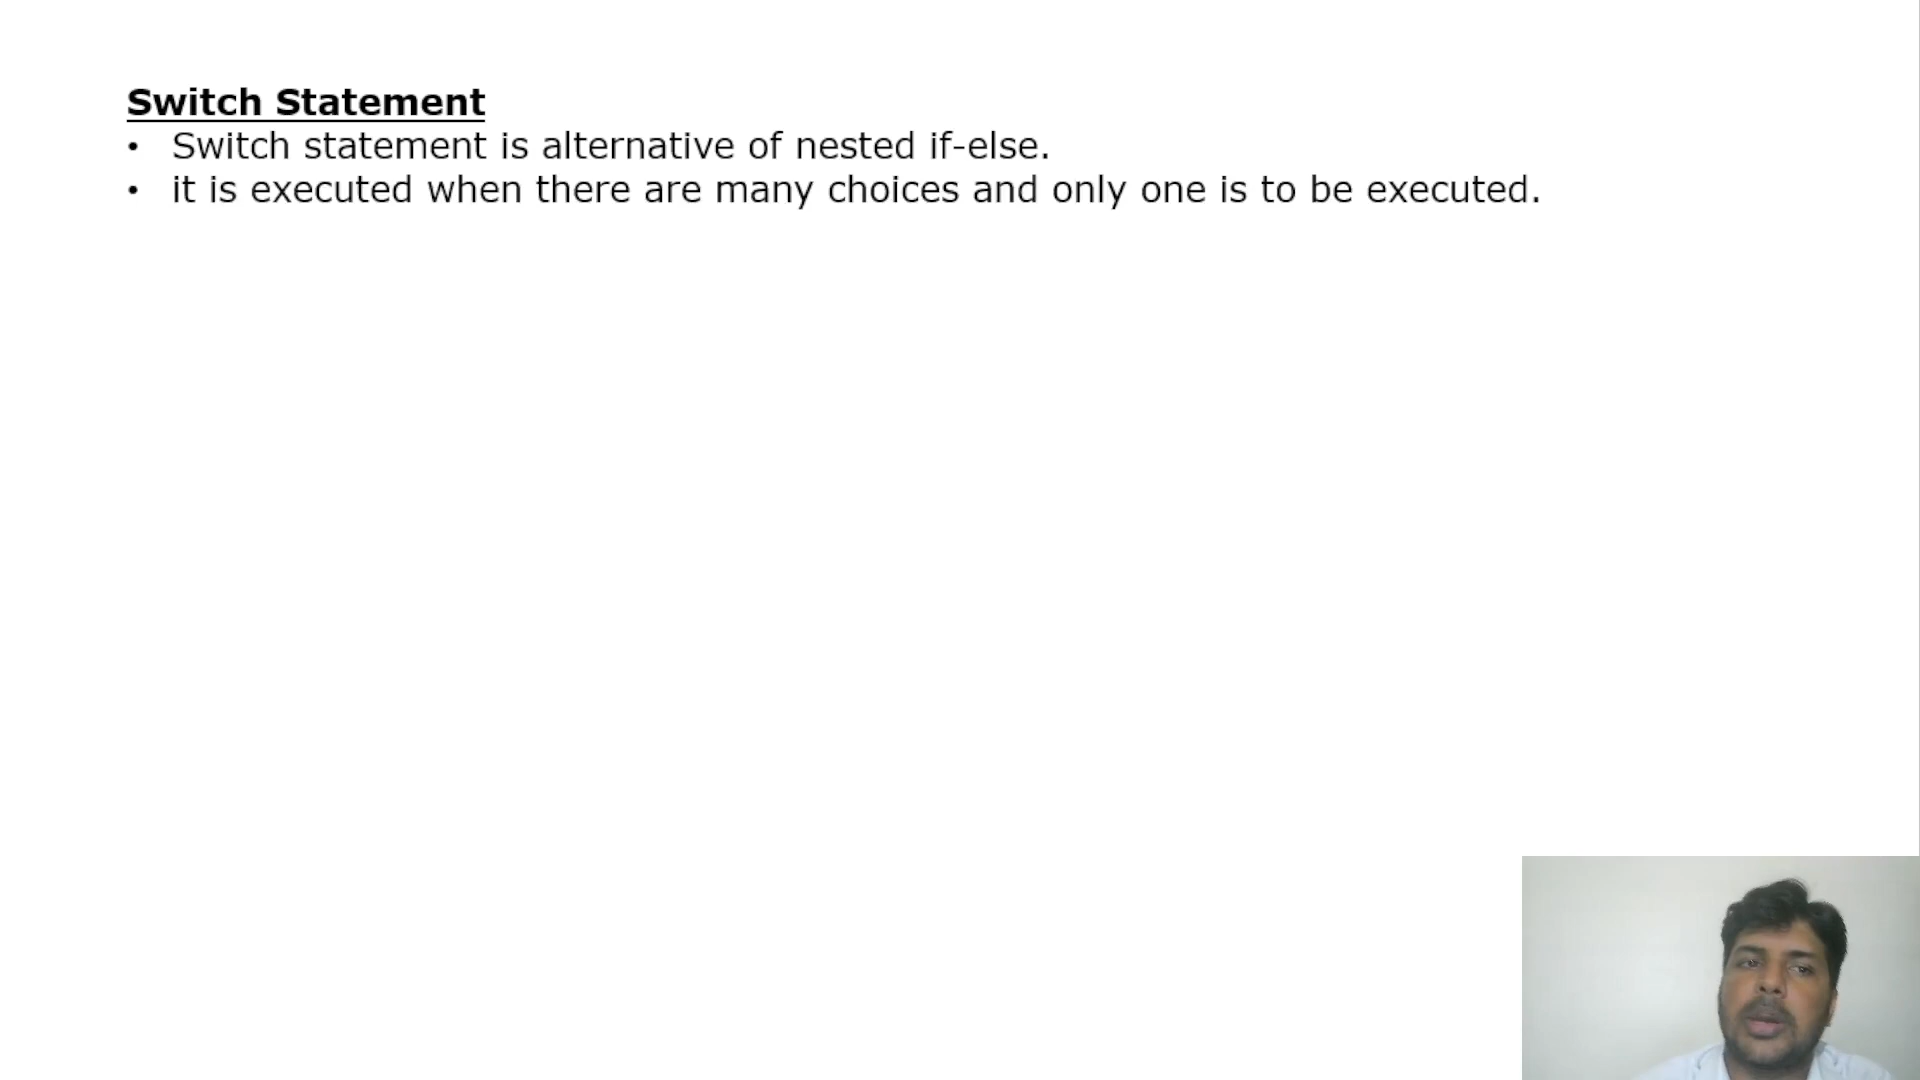 Switch Statement
• Switch statement is alternative of nested if-else.
• it is executed when there are many choices and only one is to be executed.